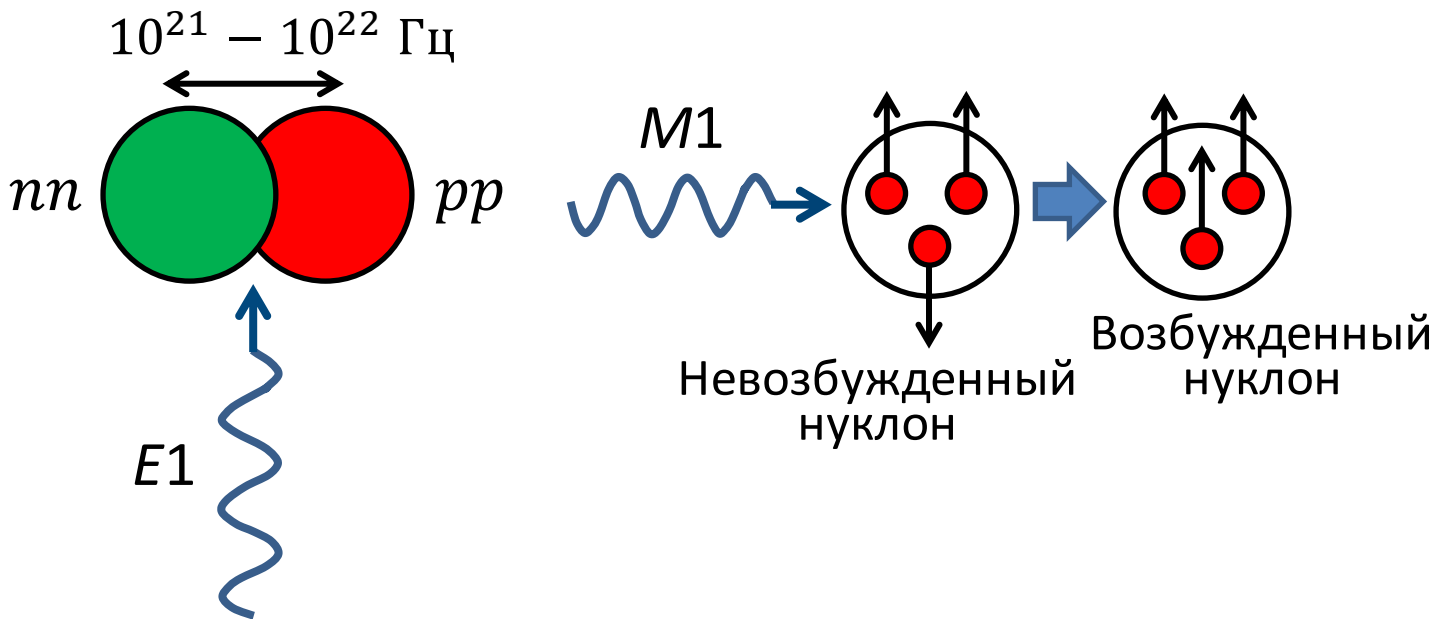 10²¹ − 10²² Гц
nn
pp
E1
M1
Невозбужденный
нуклон
Возбужденный
нуклон